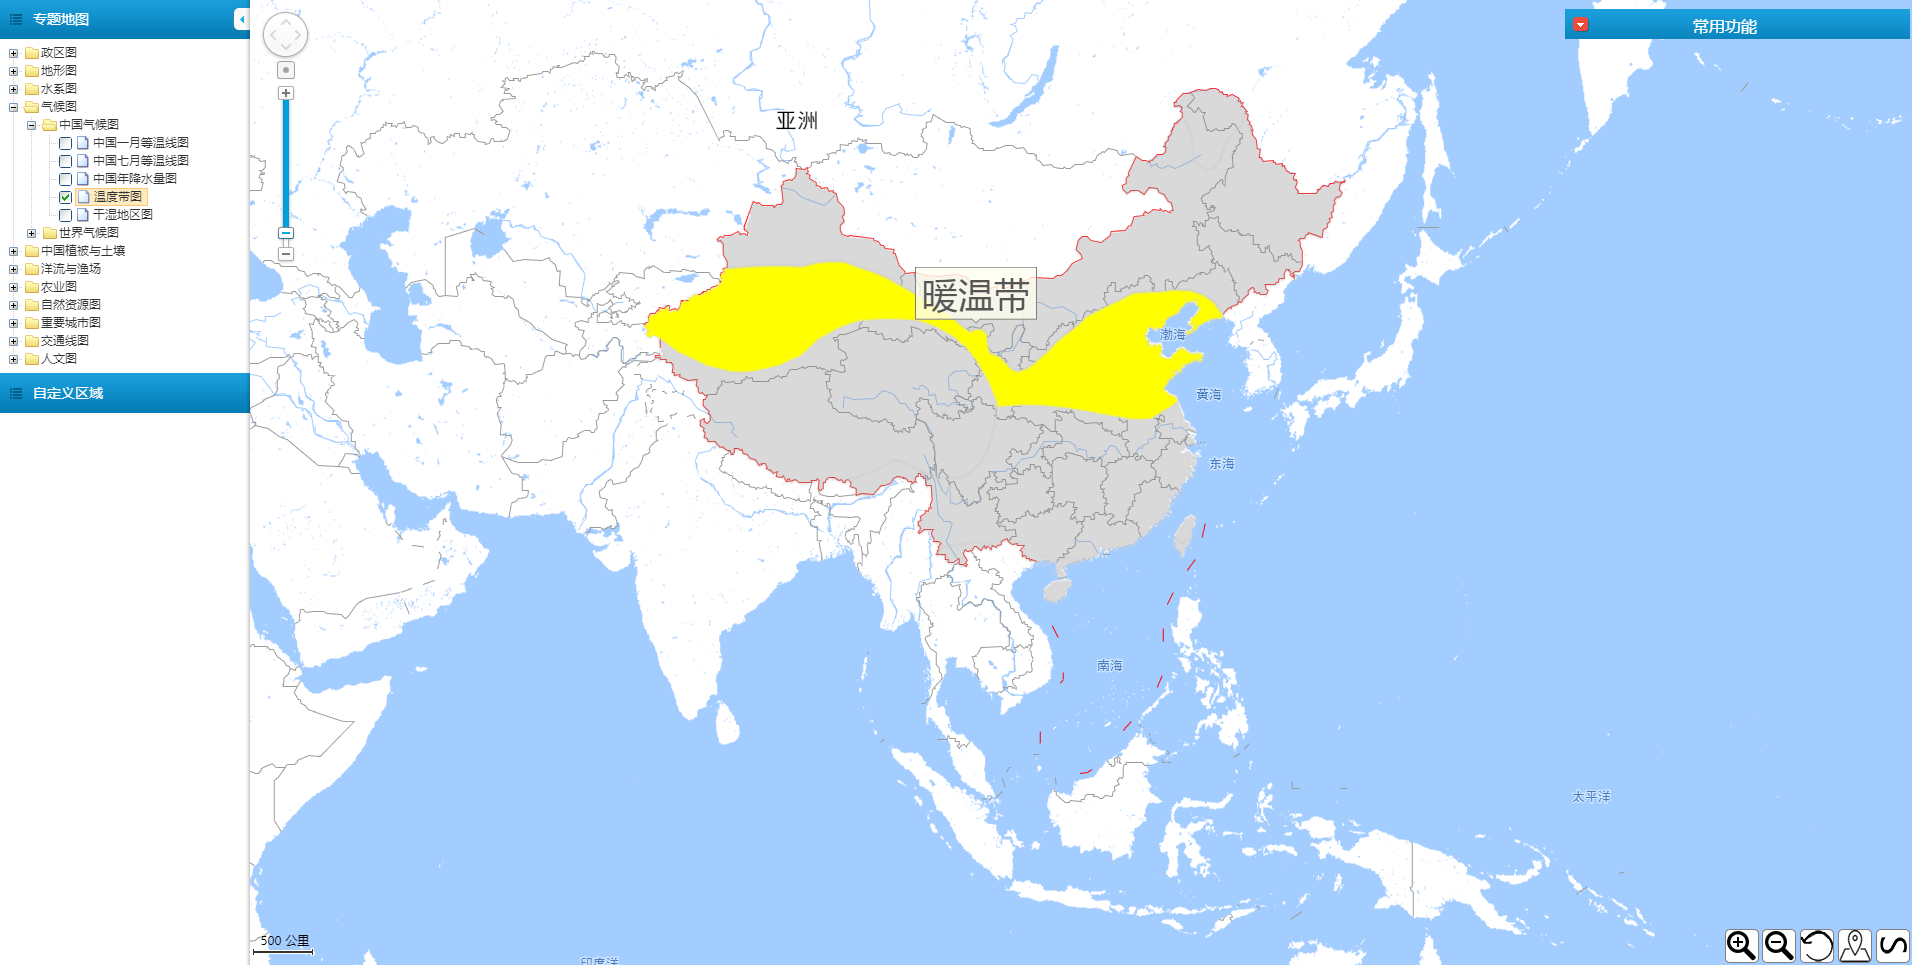 专题地图
政区图
地形图
水系图
气候图
中国气候图
中国一月等温线图
中国七月等温线图
中国年降水量图
温度带图
干湿地区图
世界气候图
中国植被与土壤
洋流与渔场
农业图
自然资源图
重要城市图
交通线图
人文图
自定义区域
常用功能
亚洲
暖温带
渤海
黄海
东海
南海
太平洋
500 公里
印度洋